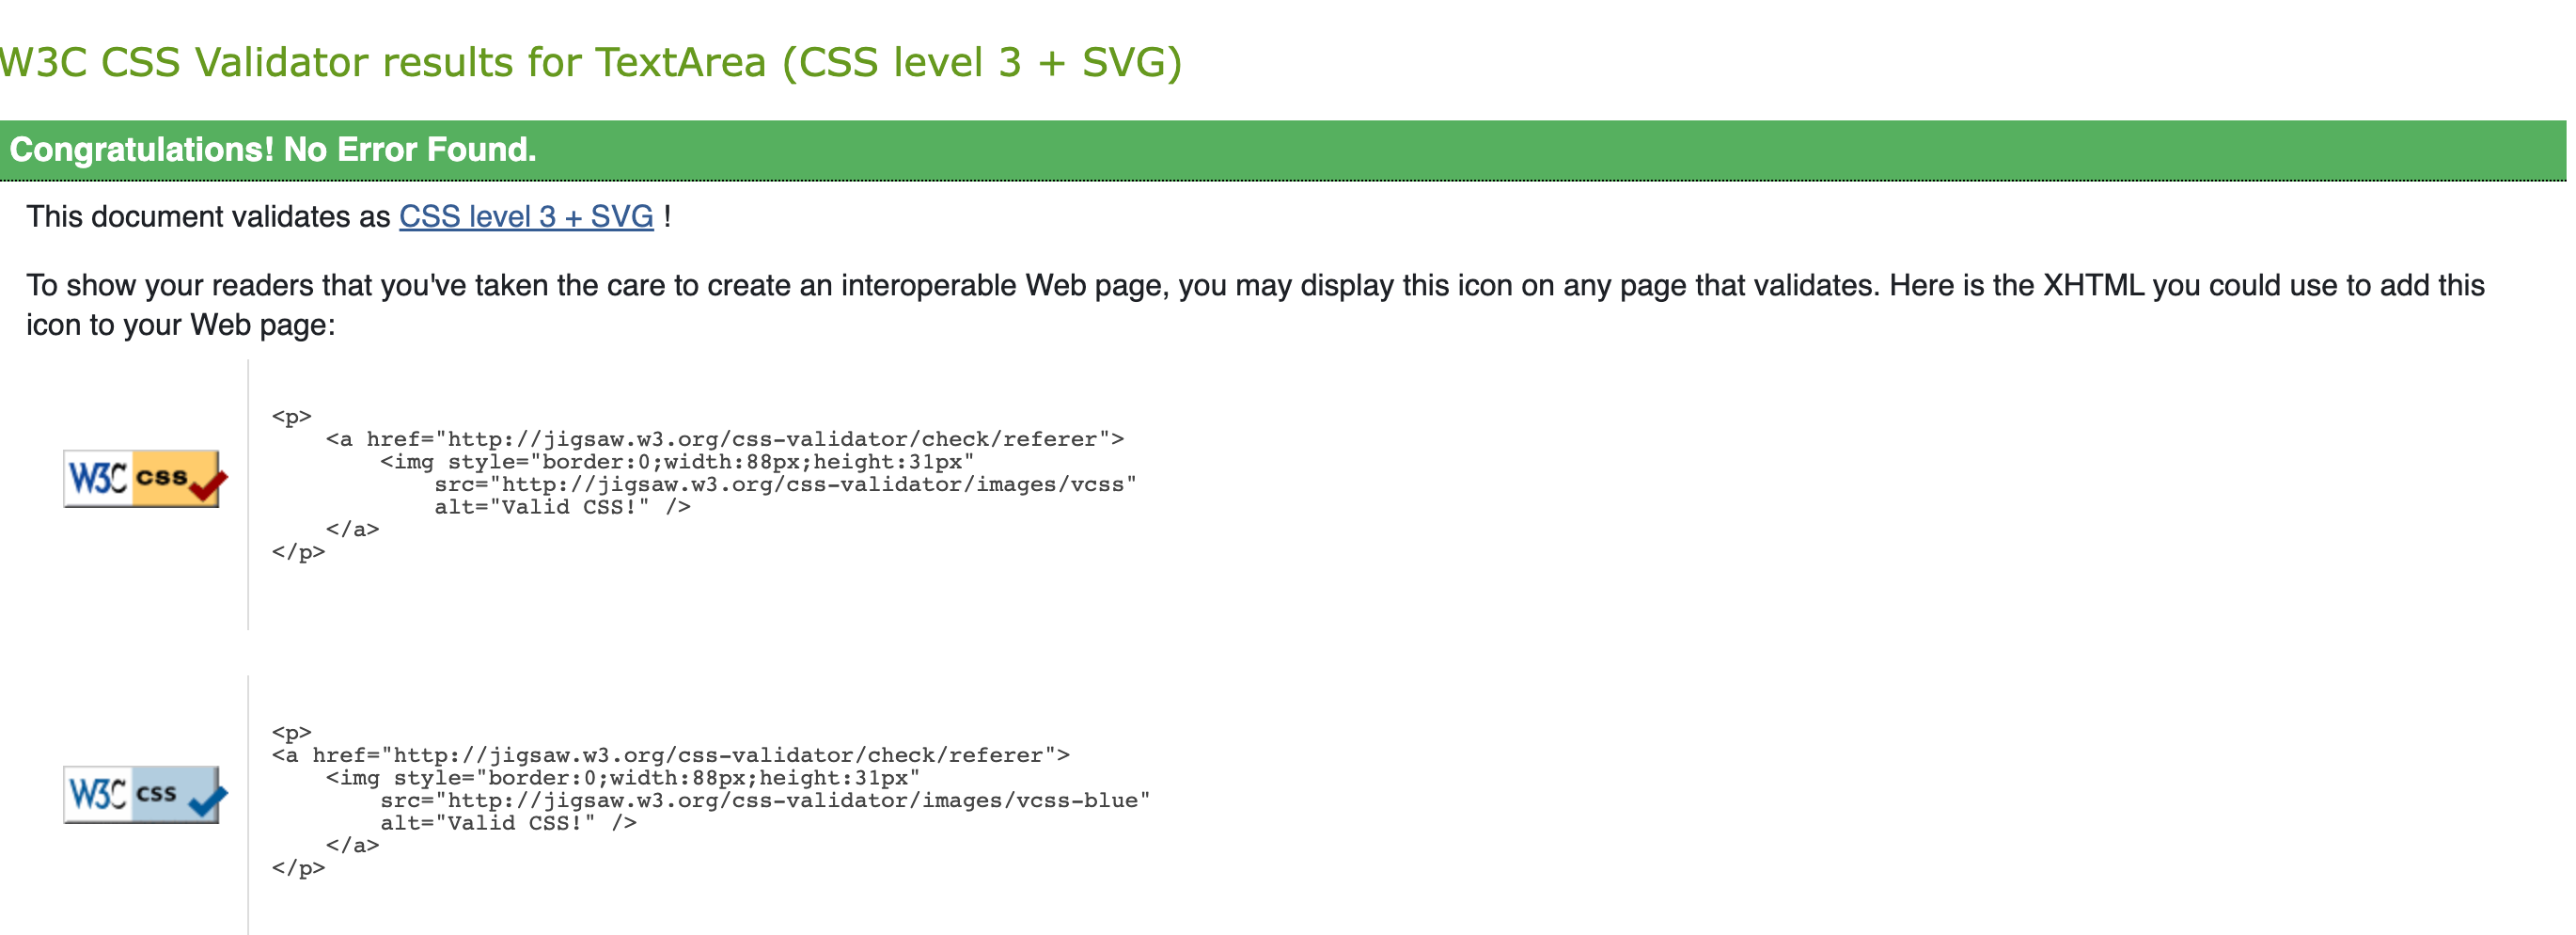 W3C CSS Validator results for TextArea (CSS level 3 + SVG)
Congratulations! No Error Found.
This document validates as CSS level 3 + SVG !
To show your readers that you've taken the care to create an interoperable Web page, you may display this icon on any page that validates. Here is the XHTML you could use to add this
icon to your Web page:
W3C css
<p>
    <a href="http://jigsaw.w3.org/css-validator/check/referer">
        <img style="border:0;width:88px;height:31px"
            src="http://jigsaw.w3.org/css-validator/images/vcss"
            alt="Valid CSS!" />
    </a>
</p>
W3C css
<p>
<a href="http://jigsaw.w3.org/css-validator/check/referer">
    <img style="border:0;width:88px;height:31px"
        src="http://jigsaw.w3.org/css-validator/images/vcss-blue"
        alt="Valid CSS!" />
    </a>
</p>